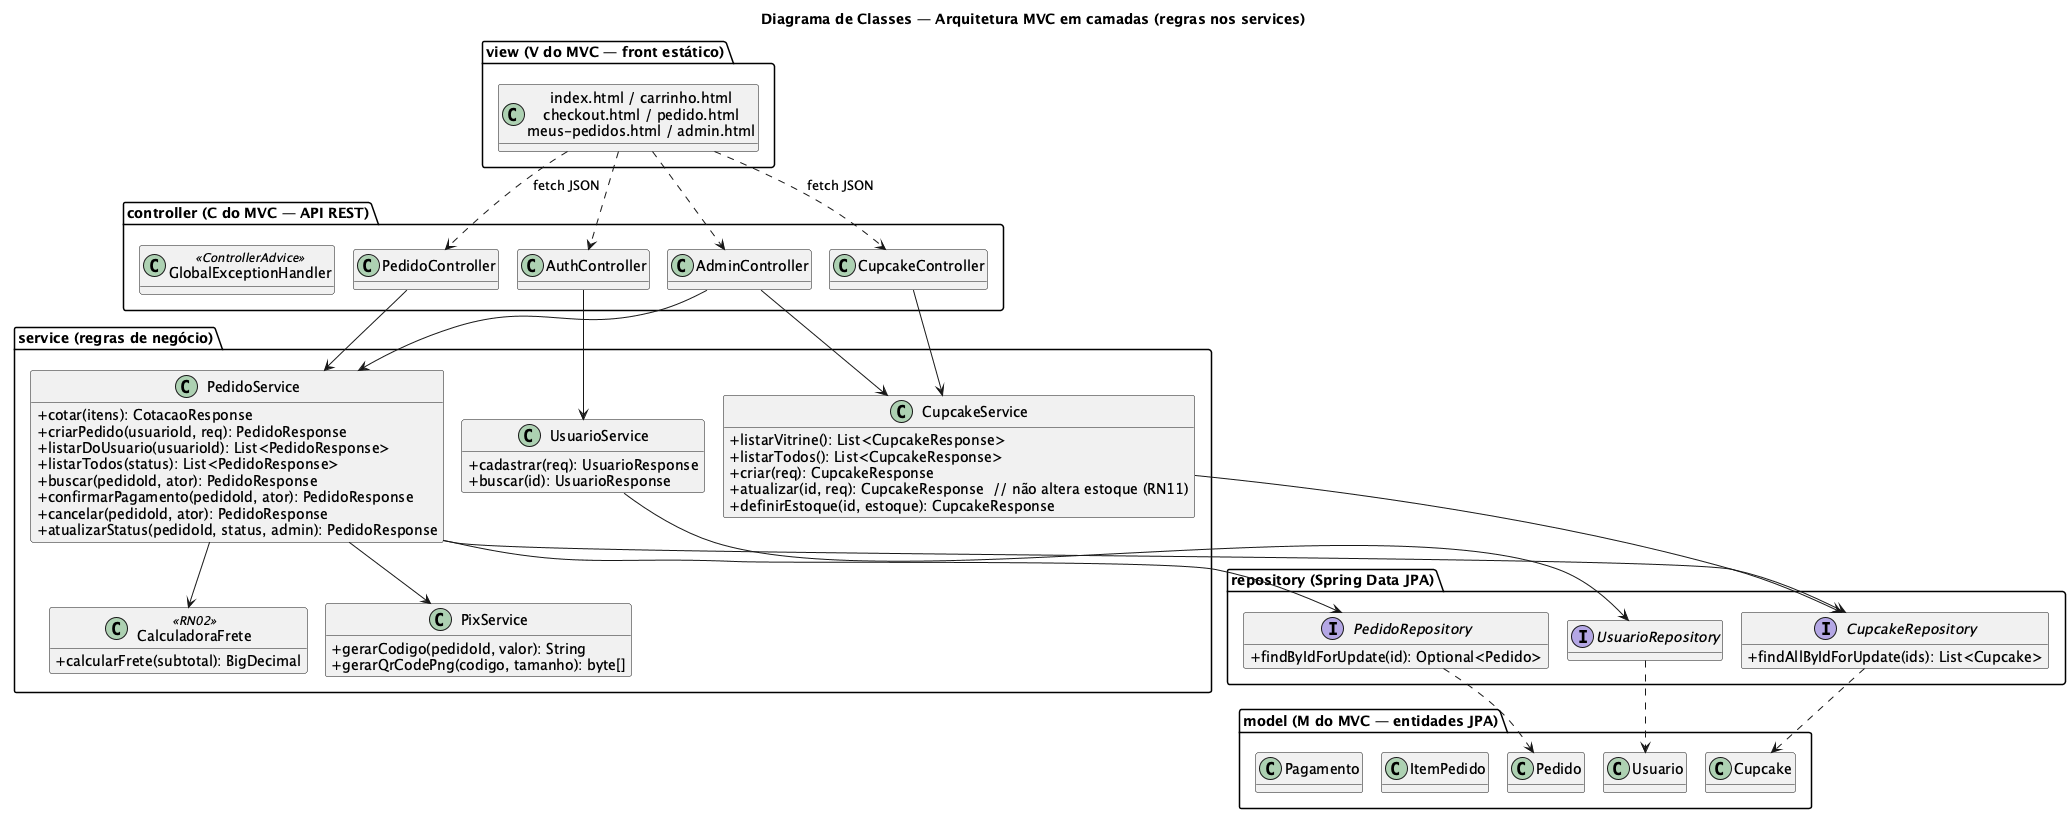 Diagrama de Classes — Arquitetura MVC em camadas (regras nos services)
view (V do MVC — front estático)
C
index.html / carrinho.html
checkout.html / pedido.html
meus-pedidos.html / admin.html
fetch JSON
fetch JSON
controller (C do MVC — API REST)
C
«ControllerAdvice»
GlobalExceptionHandler
C PedidoController
C AuthController
C AdminController
C CupcakeController
service (regras de negócio)
C PedidoService
+cotar(itens): CotacaoResponse
+criarPedido(usuarioId, req): PedidoResponse
+listarDoUsuario(usuarioId): List<PedidoResponse>
+listarTodos(status): List<PedidoResponse>
+buscar(pedidoId, ator): PedidoResponse
+confirmarPagamento(pedidoId, ator): PedidoResponse
+cancelar(pedidoId, ator): PedidoResponse
+atualizarStatus(pedidoId, status, admin): PedidoResponse
C UsuarioService
+cadastrar(req): UsuarioResponse
+buscar(id): UsuarioResponse
C CupcakeService
+listarVitrine(): List<CupcakeResponse>
+listarTodos(): List<CupcakeResponse>
+criar(req): CupcakeResponse
+atualizar(id, req): CupcakeResponse // não altera estoque (RN11)
+definirEstoque(id, estoque): CupcakeResponse
C
«RN02»
CalculadoraFrete
+calcularFrete(subtotal): BigDecimal
C PixService
+gerarCodigo(pedidoId, valor): String
+gerarQrCodePng(codigo, tamanho): byte[]
repository (Spring Data JPA)
I PedidoRepository
+findByIdForUpdate(id): Optional<Pedido>
I UsuarioRepository
I CupcakeRepository
+findAllByIdForUpdate(ids): List<Cupcake>
model (M do MVC — entidades JPA)
C Pagamento
C ItemPedido
C Pedido
C Usuario
C Cupcake